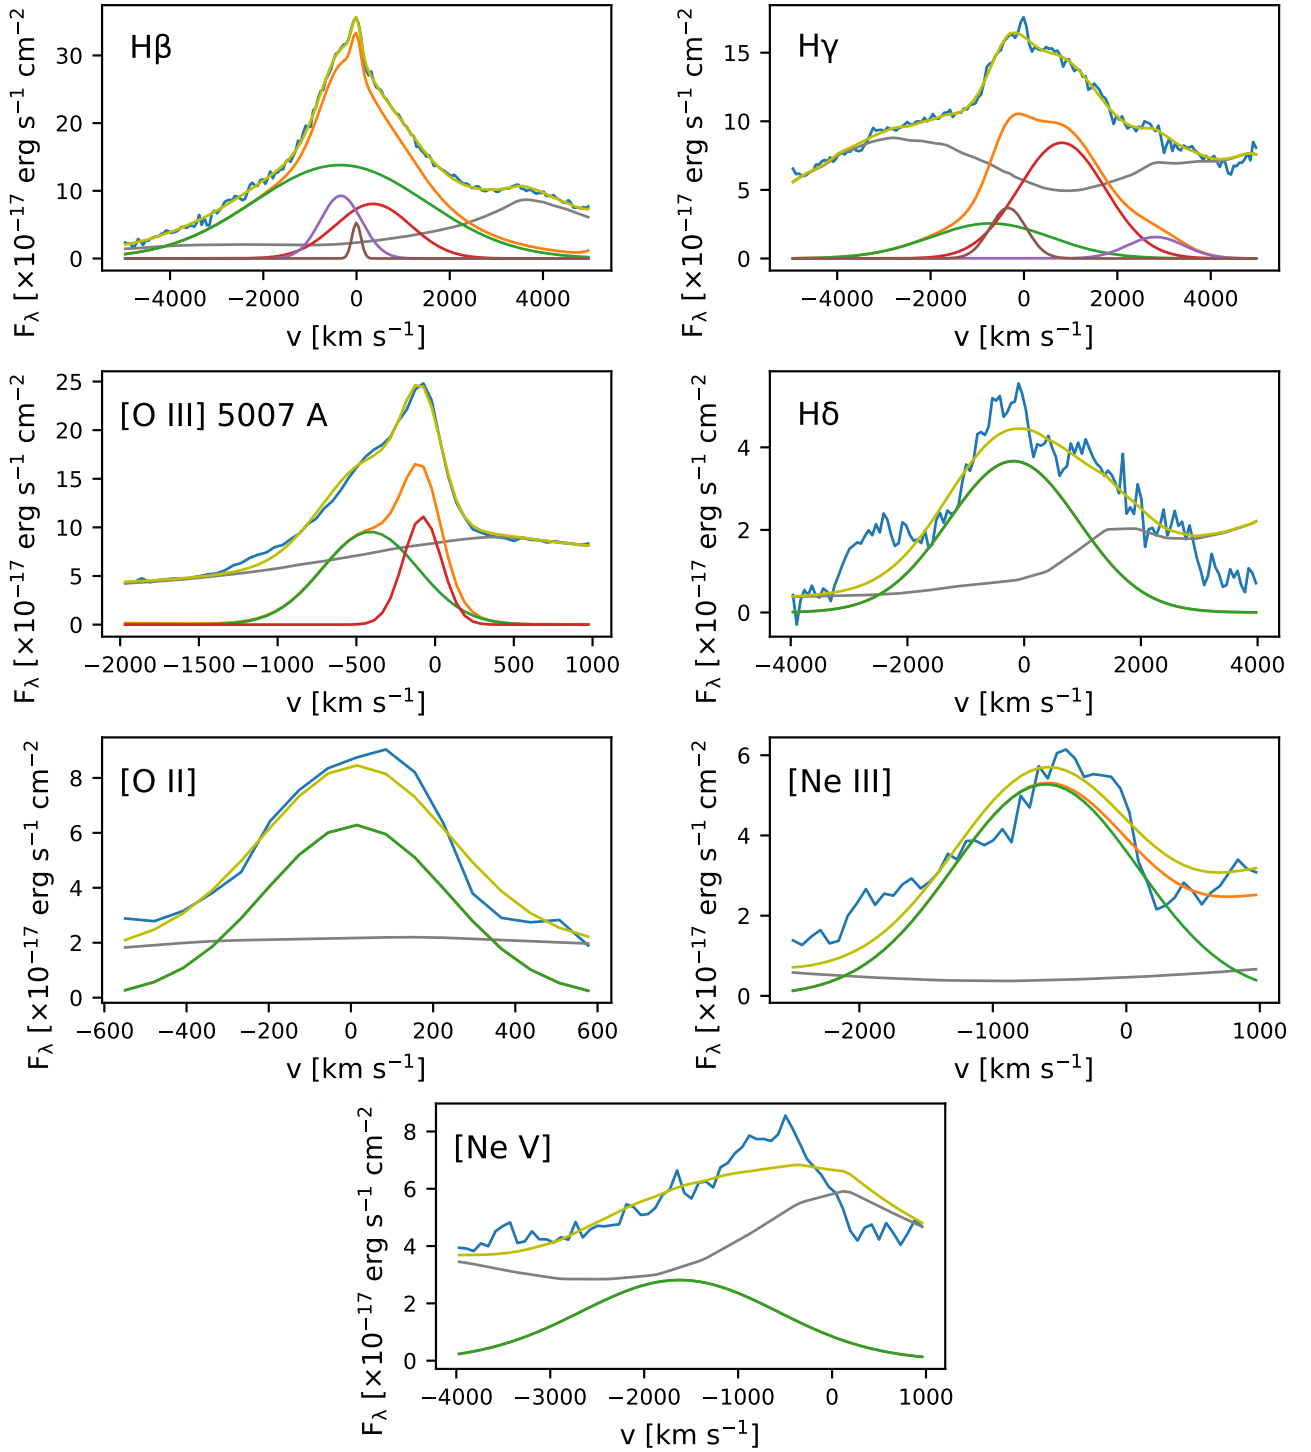 Hβ
F_λ [×10⁻¹⁷ erg s⁻¹ cm⁻²
30
20
10
0
−4000 −2000 0 2000 4000
v [km s⁻¹]
Hγ
F_λ [×10⁻¹⁷ erg s⁻¹ cm⁻²
15
10
5
0
−4000 −2000 0 2000 4000
v [km s⁻¹]
[O III] 5007 A
F_λ [×10⁻¹⁷ erg s⁻¹ cm⁻²
25
20
15
10
5
0
−2000 −1500 −1000 −500 0 500 1000
v [km s⁻¹]
Hδ
F_λ [×10⁻¹⁷ erg s⁻¹ cm⁻²
4
2
0
−4000 −2000 0 2000 4000
v [km s⁻¹]
[O II]
F_λ [×10⁻¹⁷ erg s⁻¹ cm⁻²
8
6
4
2
0
−600 −400 −200 0 200 400 600
v [km s⁻¹]
[Ne III]
F_λ [×10⁻¹⁷ erg s⁻¹ cm⁻²
6
4
2
0
−2000 −1000 0 1000
v [km s⁻¹]
[Ne V]
F_λ [×10⁻¹⁷ erg s⁻¹ cm⁻²
8
6
4
2
0
−4000 −3000 −2000 −1000 0 1000
v [km s⁻¹]